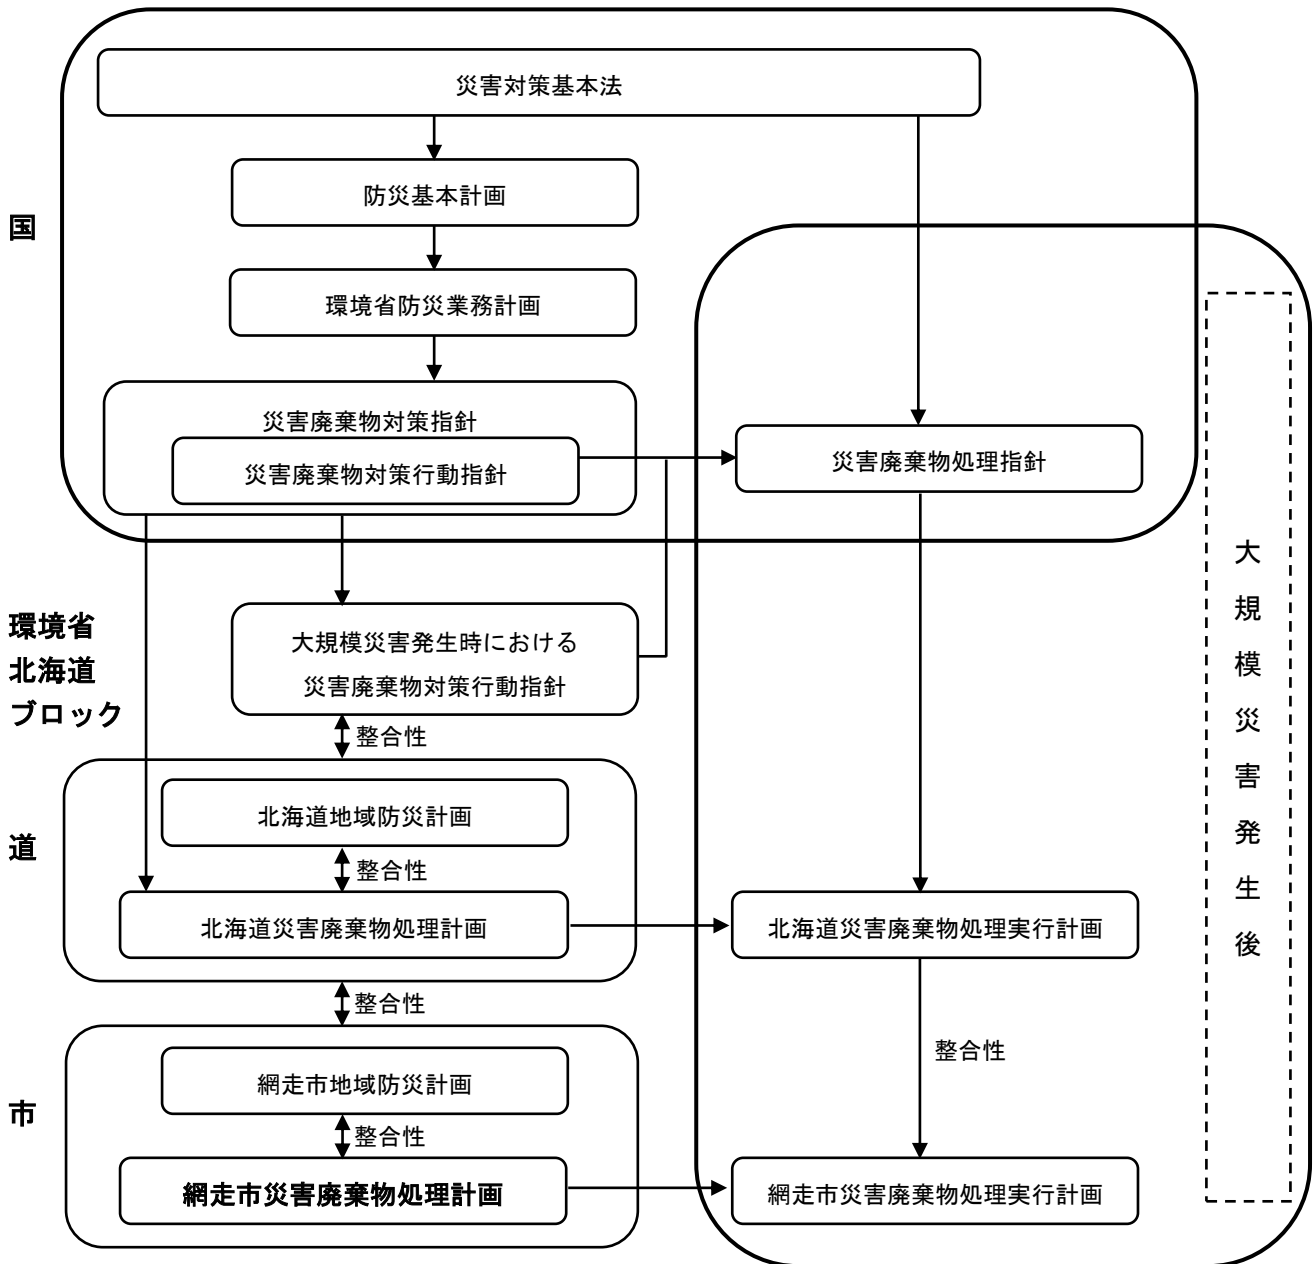 災害対策基本法
防災基本計画
国
環境省防災業務計画
災害廃棄物対策指針
災害廃棄物対策行動指針
災害廃棄物処理指針
環境省
北海道
ブロック
大規模災害発生時における
災害廃棄物対策行動指針
整合性
道
北海道地域防災計画
整合性
北海道災害廃棄物処理計画
北海道災害廃棄物処理実行計画
整合性
整合性
市
網走市地域防災計画
整合性
網走市災害廃棄物処理計画
網走市災害廃棄物処理実行計画
大規模災害発生後